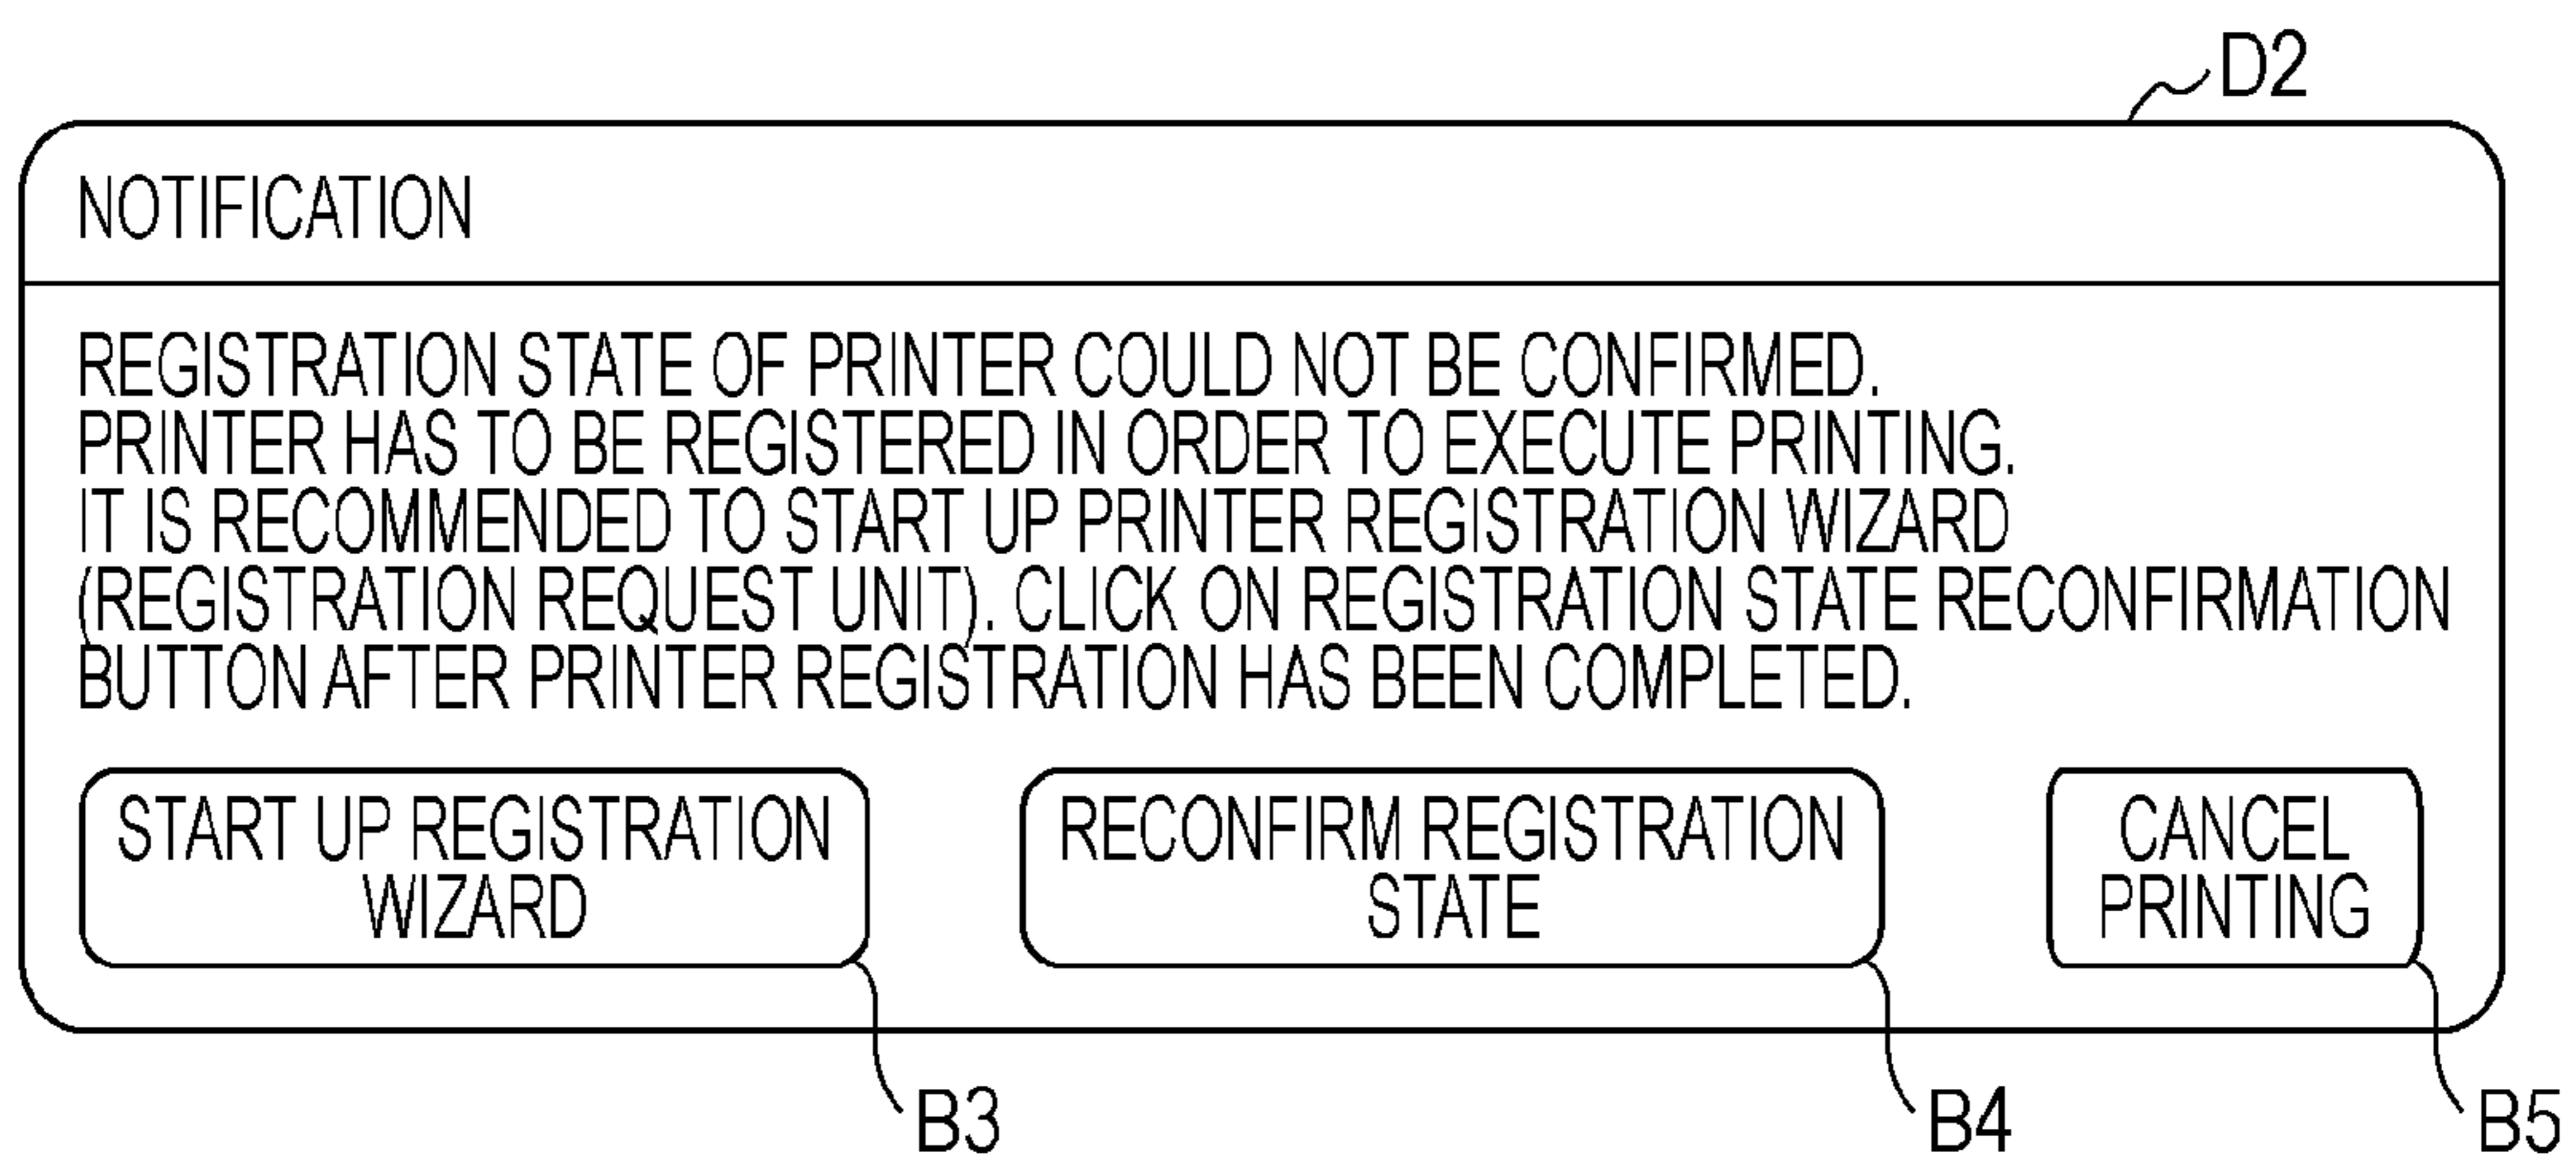 D2
NOTIFICATION
REGISTRATION STATE OF PRINTER COULD NOT BE CONFIRMED.
PRINTER HAS TO BE REGISTERED IN ORDER TO EXECUTE PRINTING.
IT IS RECOMMENDED TO START UP PRINTER REGISTRATION WIZARD
(REGISTRATION REQUEST UNIT). CLICK ON REGISTRATION STATE RECONFIRMATION
BUTTON AFTER PRINTER REGISTRATION HAS BEEN COMPLETED.
START UP REGISTRATION
WIZARD
RECONFIRM REGISTRATION
STATE
CANCEL
PRINTING
B3
B4
B5